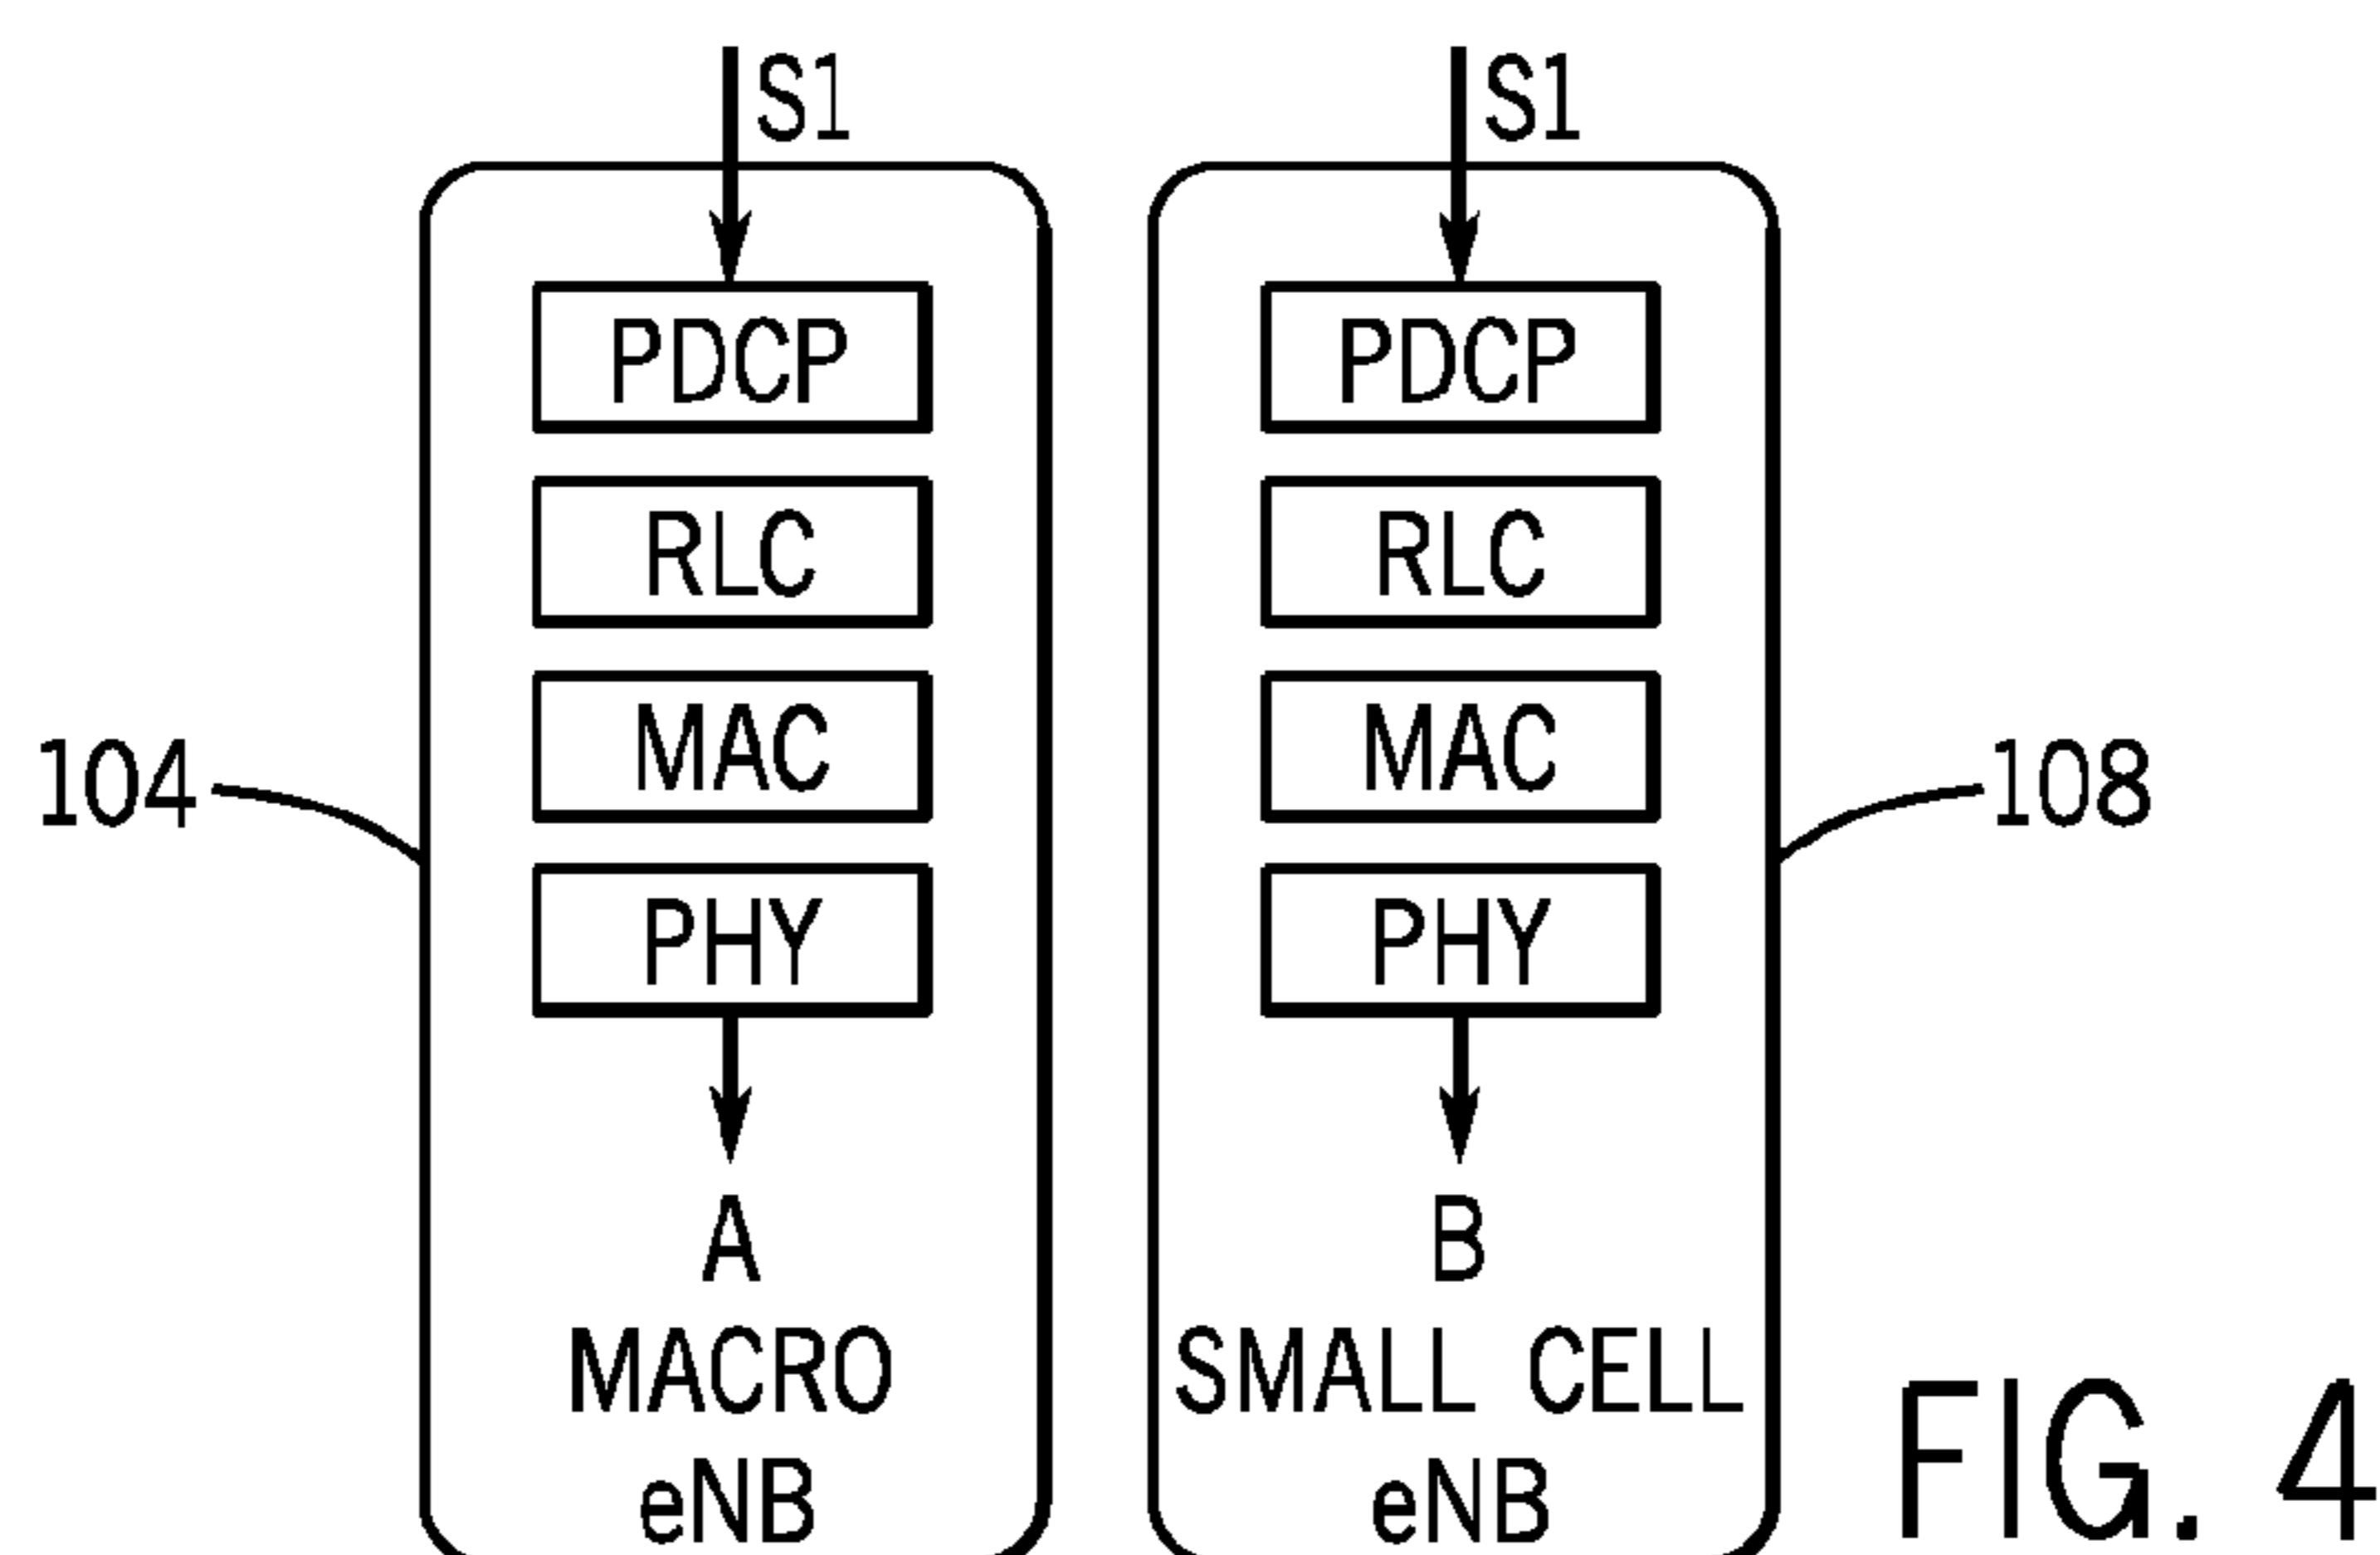 S1
S1
PDCP
PDCP
RLC
RLC
MAC
MAC
104
108
PHY
PHY
A
B
MACRO
SMALL CELL
eNB
eNB
FIG. 4